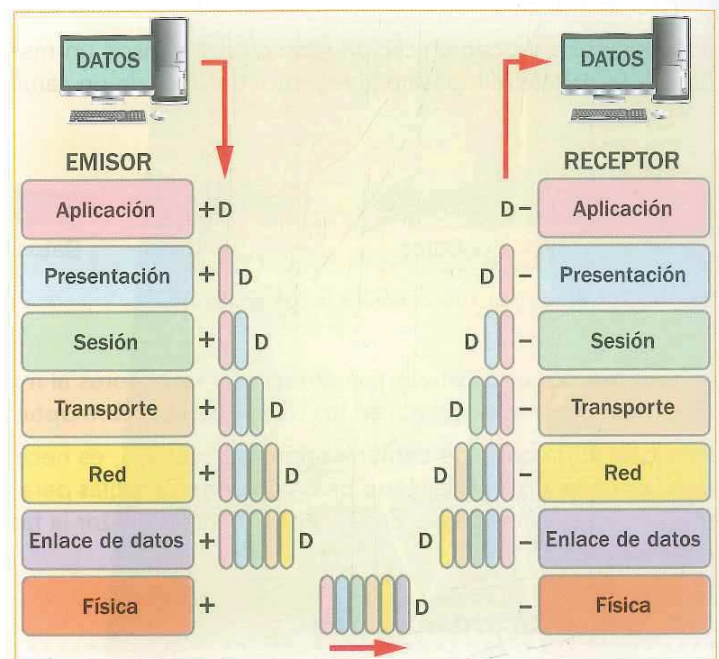 DATOS
DATOS
EMISOR
RECEPTOR
Aplicación + D
D – Aplicación
Presentación + D
D – Presentación
Sesión + D
D – Sesión
Transporte + D
D – Transporte
Red + D
D – Red
Enlace de datos + D
D – Enlace de datos
Física + D – Física